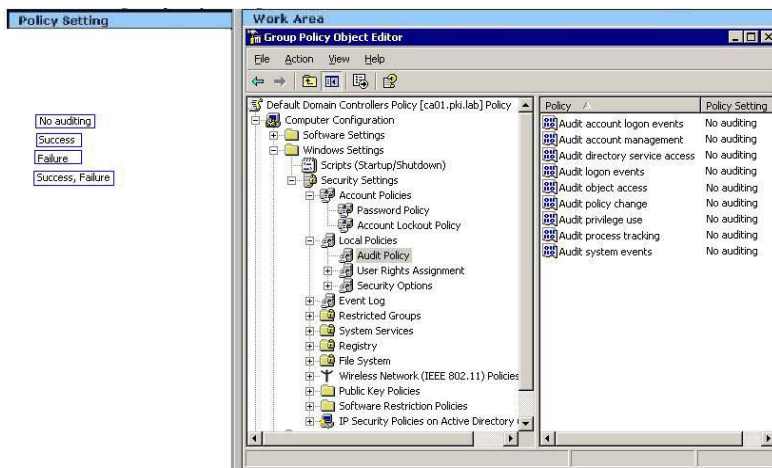 Policy Setting
Work Area
No auditing
Success
Failure
Success, Failure
Group Policy Object Editor
File Action View Help
Default Domain Controllers Policy [ca01.pki.lab] Policy
Computer Configuration
Software Settings
Windows Settings
Scripts (Startup/Shutdown)
Security Settings
Account Policies
Password Policy
Account Lockout Policy
Local Policies
Audit Policy
User Rights Assignment
Security Options
Event Log
Restricted Groups
System Services
Registry
File System
Wireless Network (IEEE 802.11) Policies
Public Key Policies
Software Restriction Policies
IP Security Policies on Active Directory
Policy Policy Setting
Audit account logon events No auditing
Audit account management No auditing
Audit directory service access No auditing
Audit logon events No auditing
Audit object access No auditing
Audit policy change No auditing
Audit privilege use No auditing
Audit process tracking No auditing
Audit system events No auditing